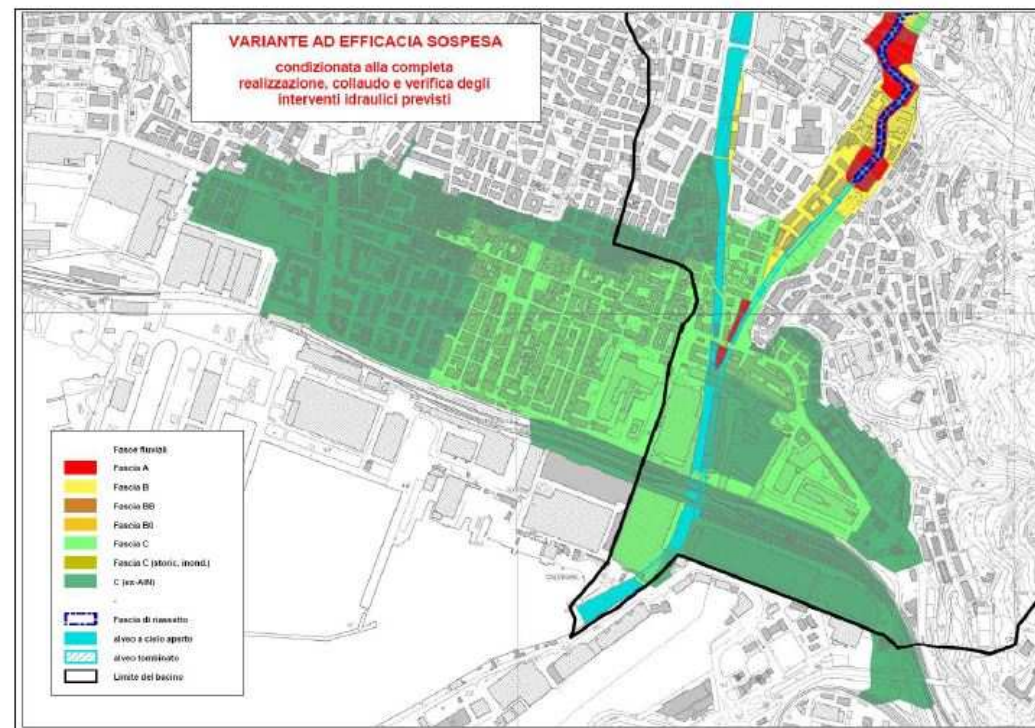 VARIANTE AD EFFICACIA SOSPESA
condizionata alla completa
realizzazione, collaudo e verifica degli
interventi idraulici previsti
Fasce fluviali
Fascia A
Fascia B
Fascia BB
Fascia B0
Fascia C
Fascia C (storic. inond.)
C (ex-AIN)
Fascia di riassetto
alveo a cielo aperto
alveo tombinato
Limite del bacino